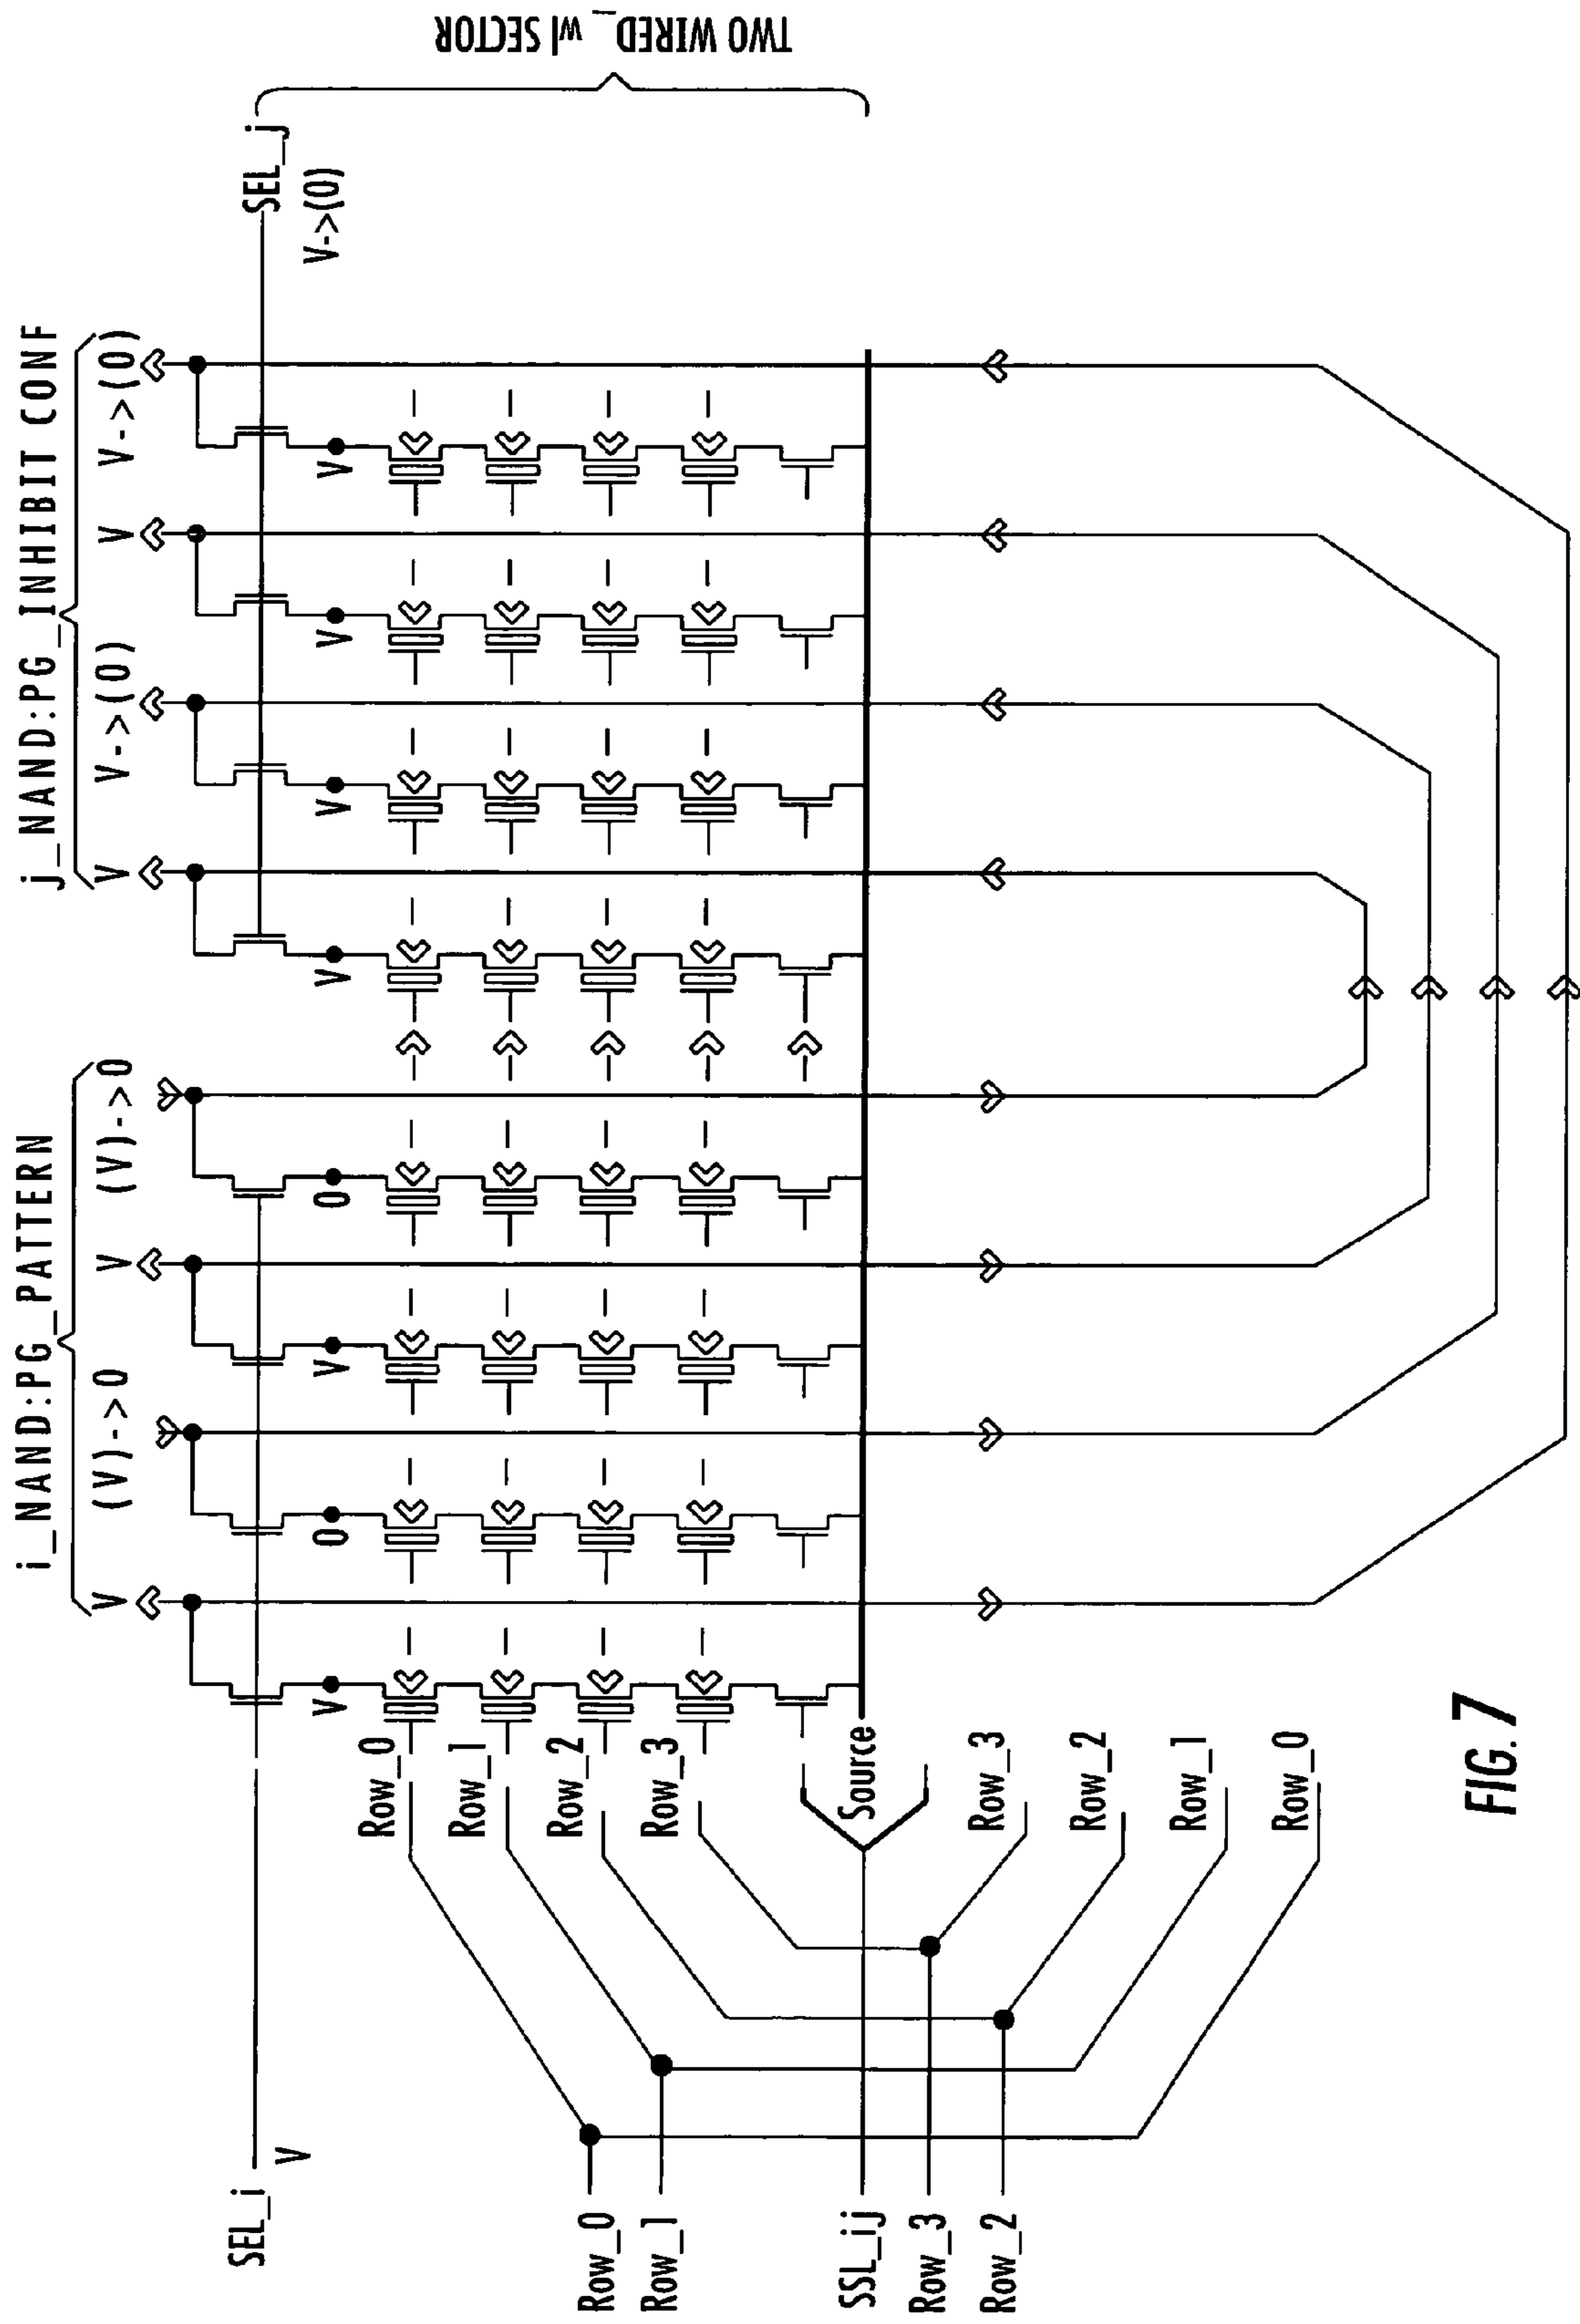 i_NAND:PG_PATTERN
j_NAND:PG_INHIBIT CONF
V
(V)->0
V
(V)->0
V
V->(0)
V
V->(0)
SEL_i
V
SEL_j
V->(0)
V
0
V
0
V
V
V
V
TWO WIRED_wl SECTOR
Row_0
Row_1
Row_2
Row_3
Source
Row_3
Row_2
Row_1
Row_0
Row_0
Row_1
SSL_ij
Row_3
Row_2
FIG.7